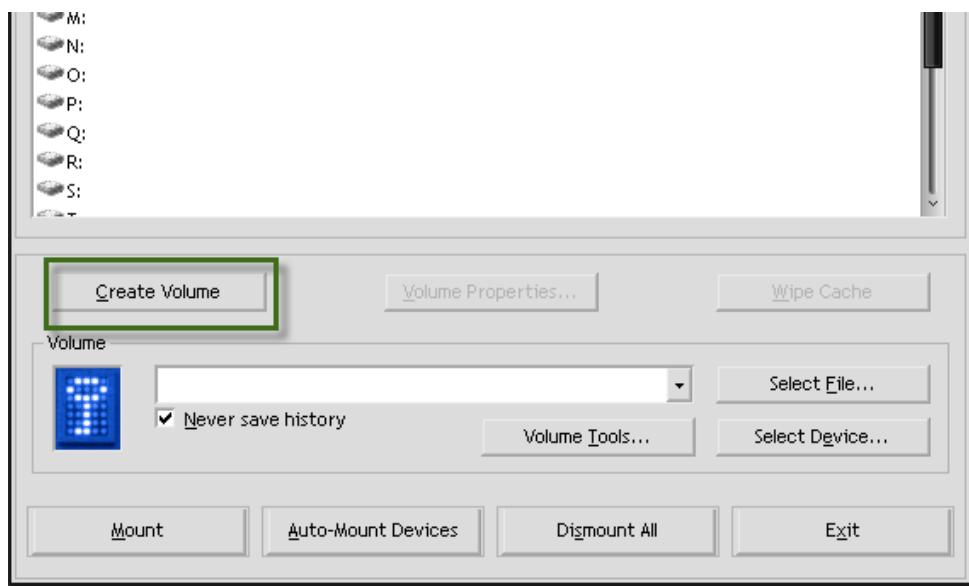 M:
N:
O:
P:
Q:
R:
S:
Create Volume
Volume Properties...
Wipe Cache
Volume
Select File...
Never save history
Volume Tools...
Select Device...
Mount
Auto-Mount Devices
Dismount All
Exit